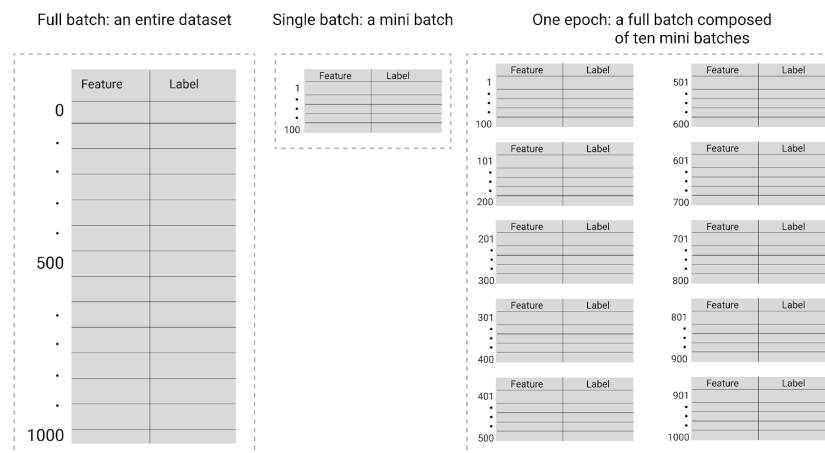 Full batch: an entire dataset
Feature Label
0
500
1000
Single batch: a mini batch
Feature Label
1
100
One epoch: a full batch composed
of ten mini batches
Feature Label
1
100
Feature Label
101
200
Feature Label
201
300
Feature Label
301
400
Feature Label
401
500
Feature Label
501
600
Feature Label
601
700
Feature Label
701
800
Feature Label
801
900
Feature Label
901
1000